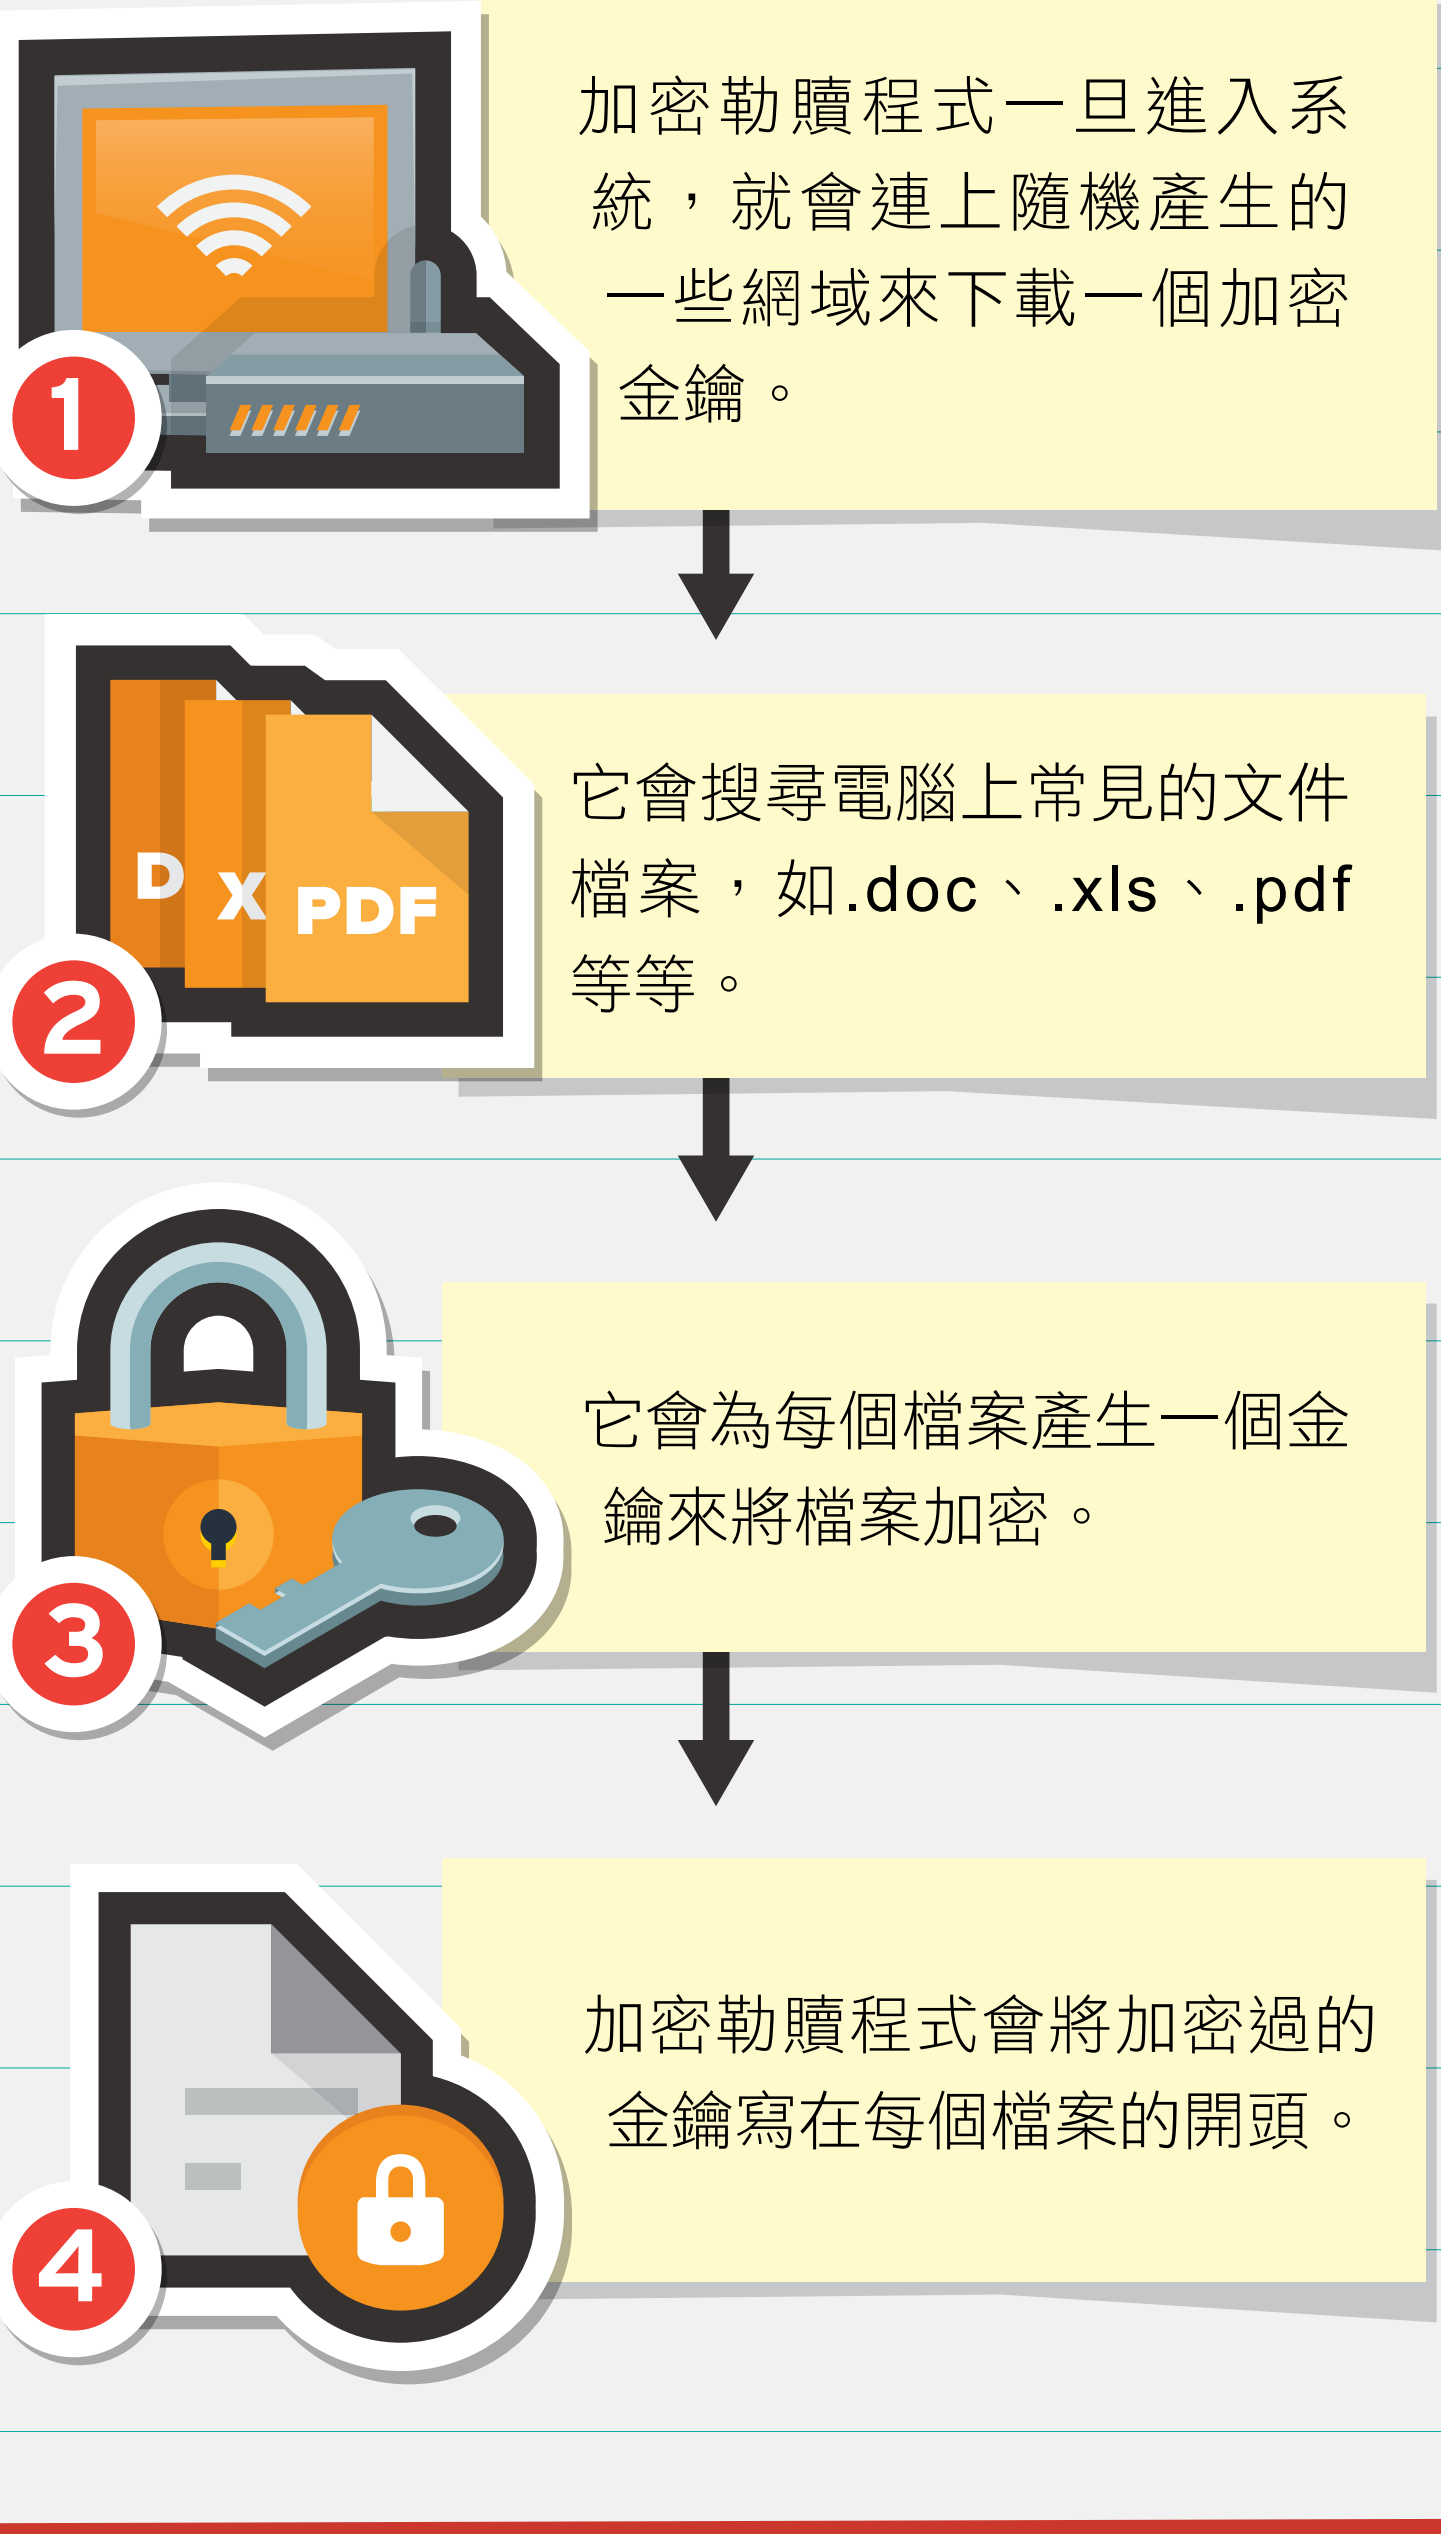 加密勒贖程式一旦進入系
統，就會連上隨機產生的
一些網域來下載一個加密
金鑰。
1
它會搜尋電腦上常見的文件
檔案，如.doc、.xls、.pdf
等等。
D X PDF
2
它會為每個檔案產生一個金
鑰來將檔案加密。
3
加密勒贖程式會將加密過的
金鑰寫在每個檔案的開頭。
4